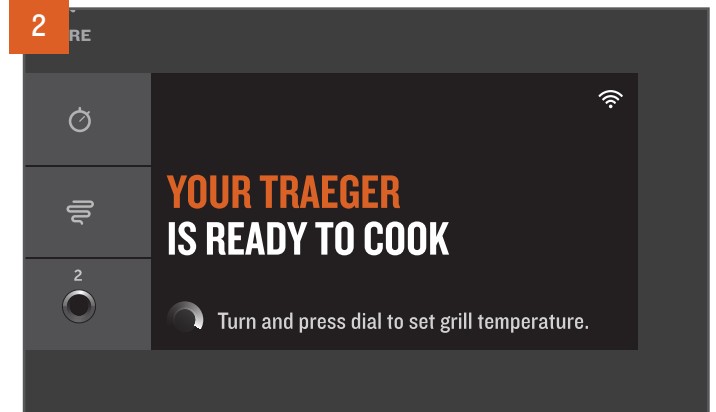 2
RE
YOUR TRAEGER
IS READY TO COOK
2
Turn and press dial to set grill temperature.